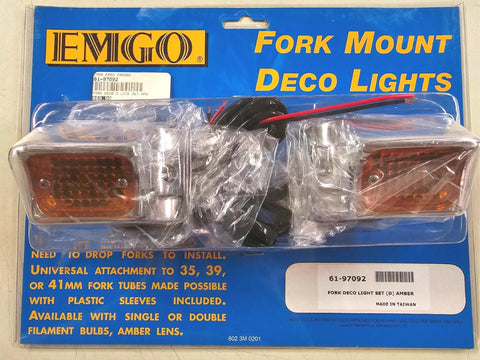 EMGO®
FORK MOUNT
DECO LIGHTS
61-97092
NEED TO DROP FORKS TO INSTALL.
UNIVERSAL ATTACHMENT TO 35, 39,
OR 41MM FORK TUBES MADE POSSIBLE
WITH PLASTIC SLEEVES INCLUDED.
AVAILABLE WITH SINGLE OR DOUBLE
FILAMENT BULBS, AMBER LENS.
802 3M 0201
61-97092
FORK DECO LIGHT SET (D) AMBER
MADE IN TAIWAN